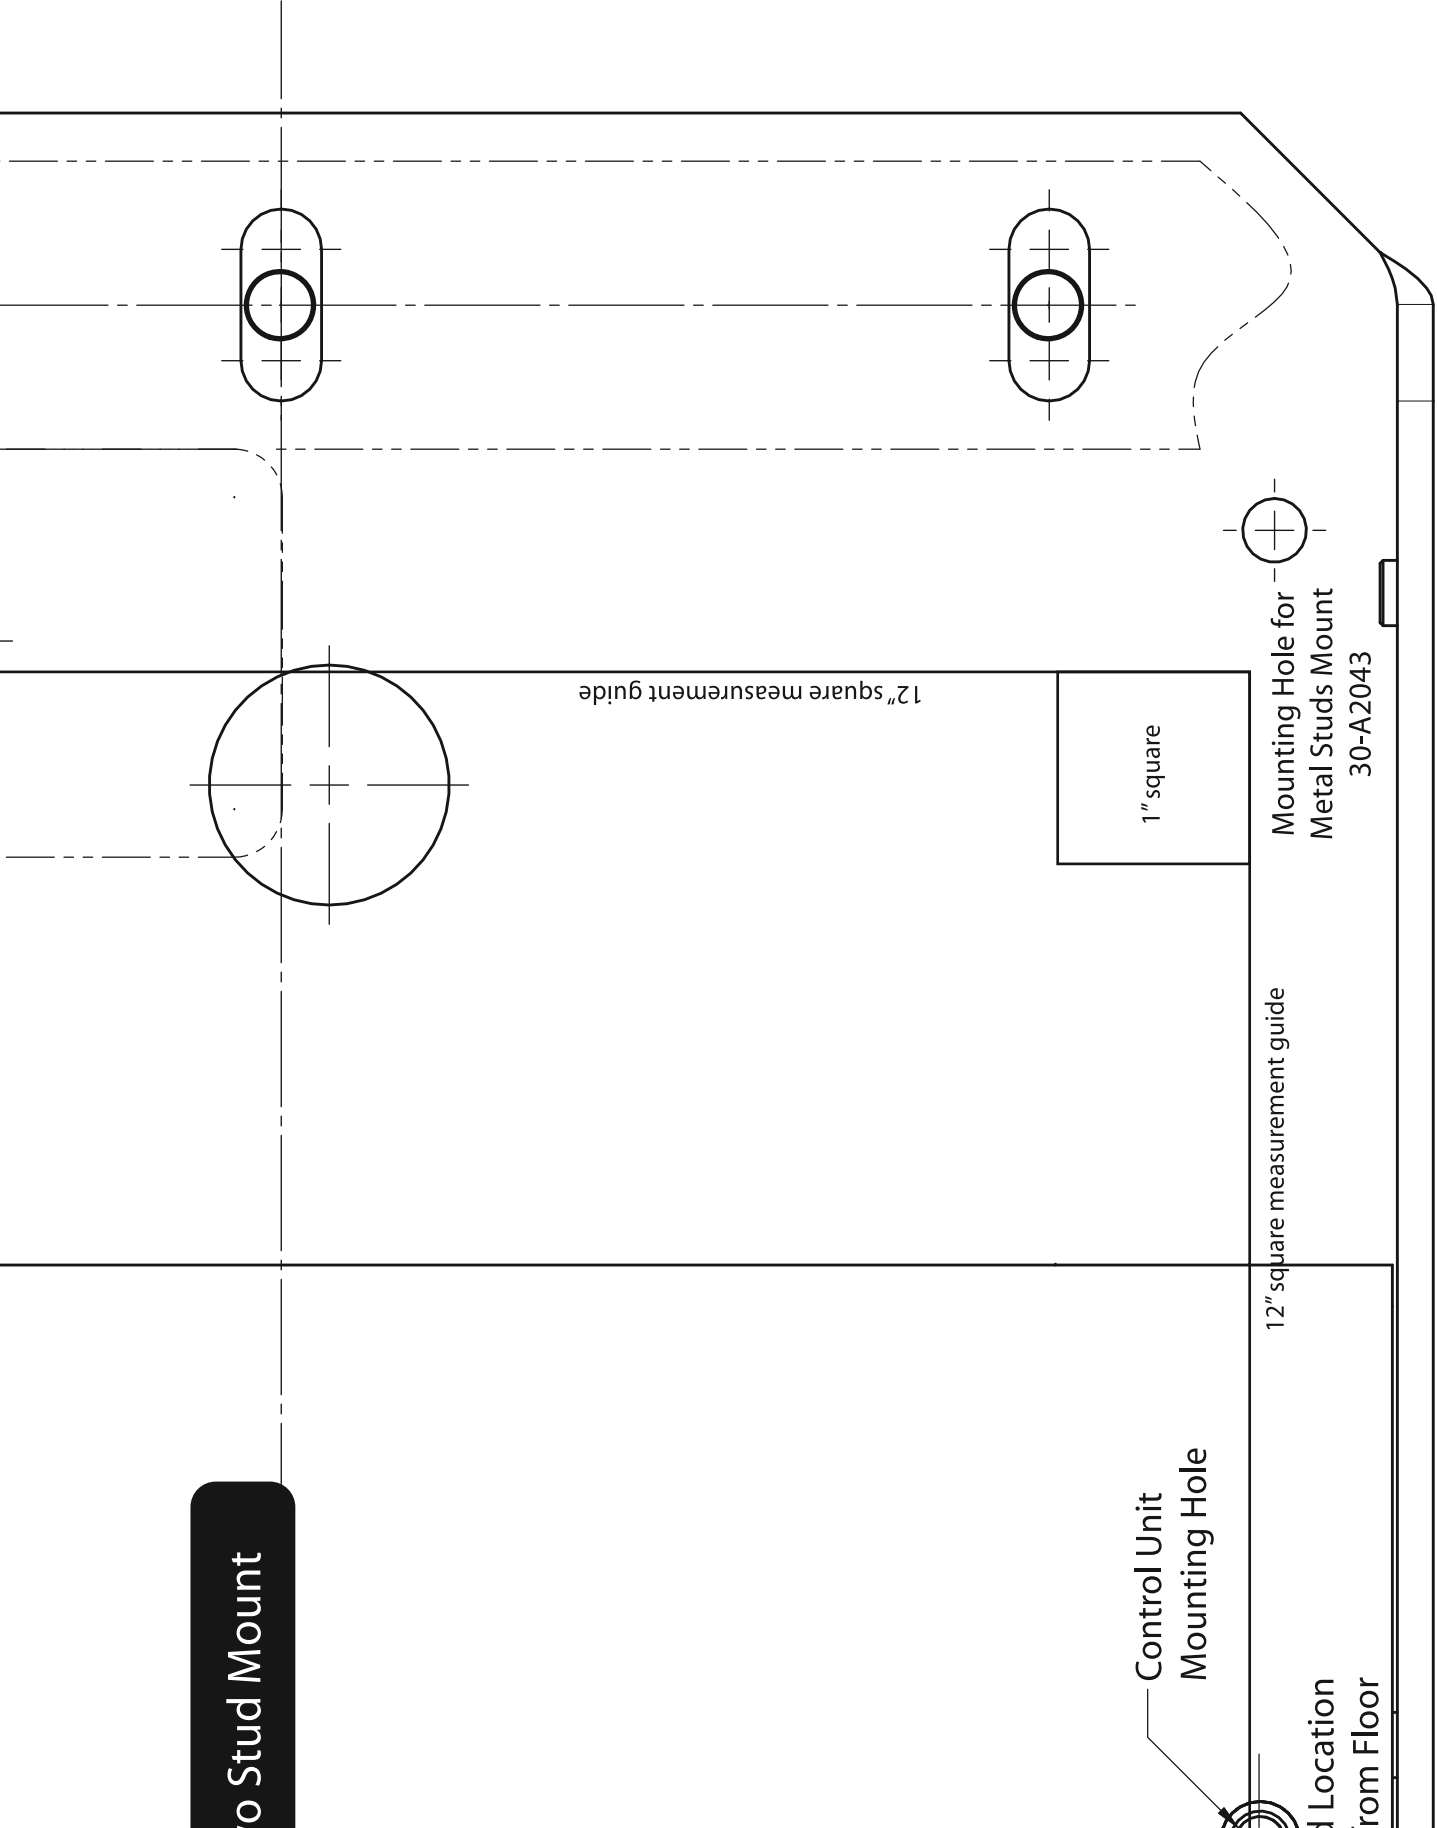 12” square measurement guide
1” square
Mounting Hole for
Metal Studs Mount
30-A2043
12” square measurement guide
Control Unit
Mounting Hole
Stud Mount
Location
From Floor